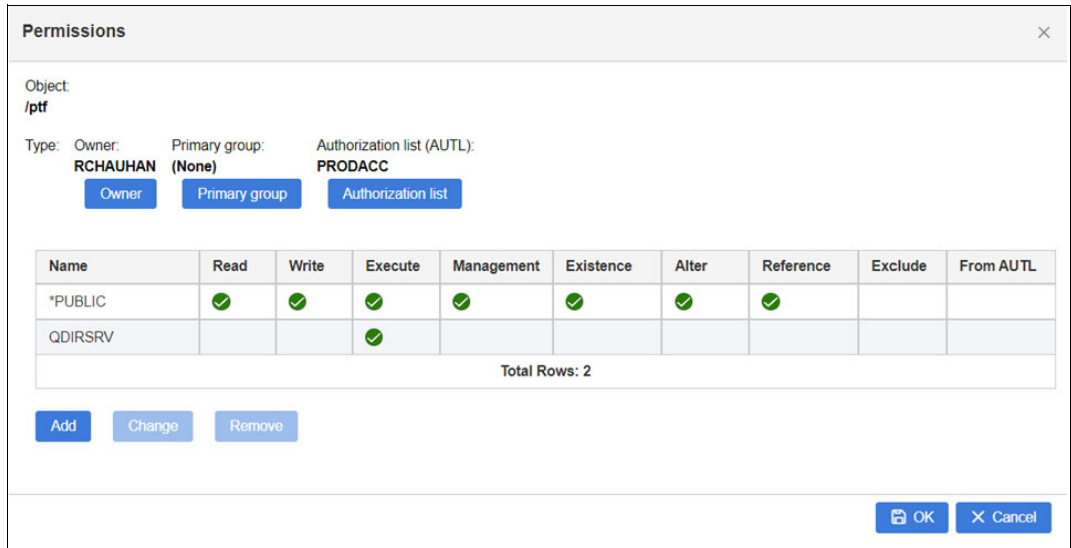 Permissions
Object:
/ptf
Type: Owner: Primary group: Authorization list (AUTL):
RCHAUHAN (None) PRODACC
Owner Primary group Authorization list
Name Read Write Execute Management Existence Alter Reference Exclude From AUTL
*PUBLIC
QDIRSRV
Total Rows: 2
Add Change Remove
OK Cancel